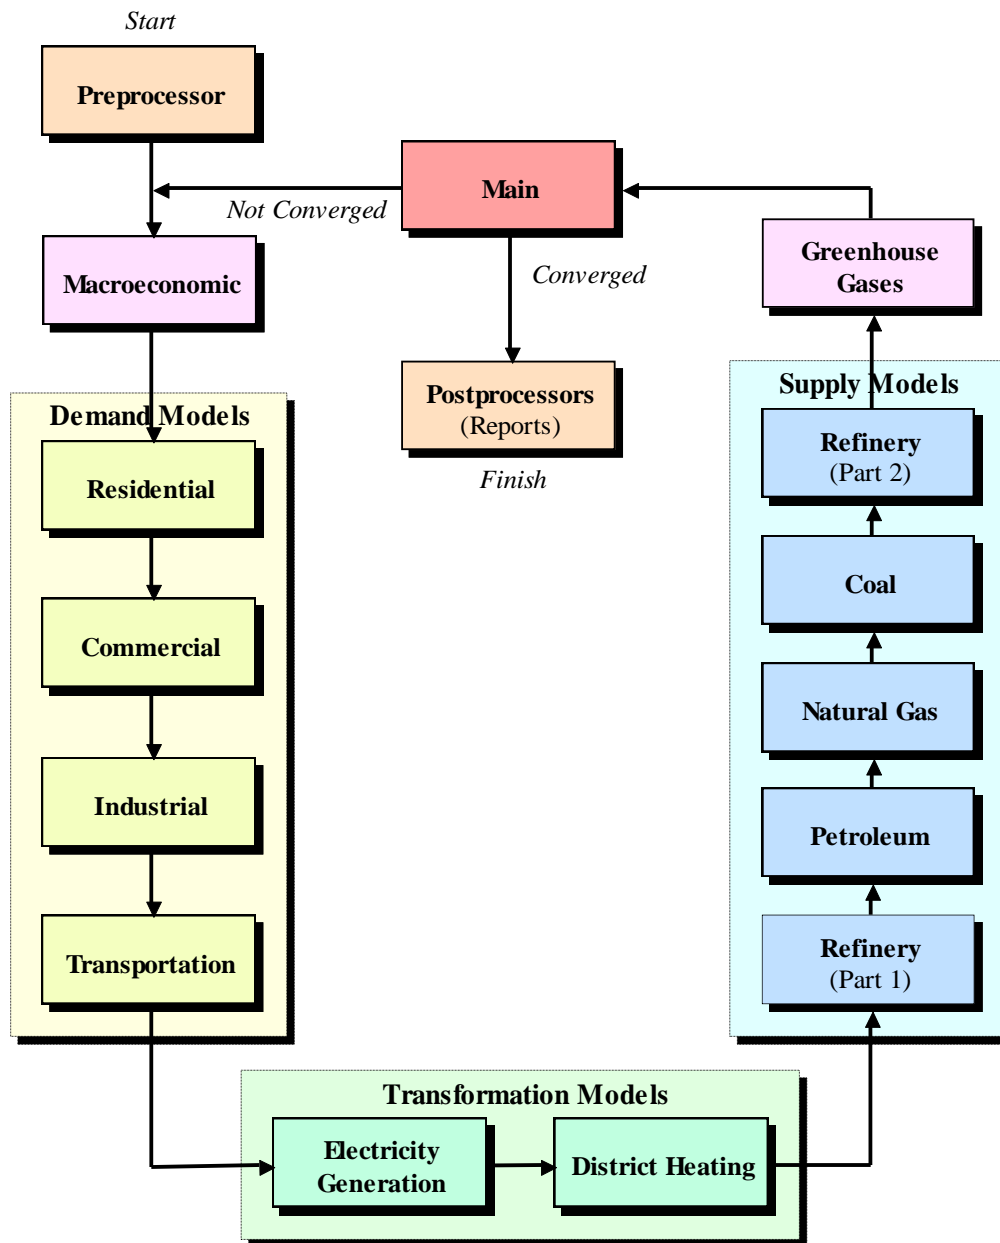 Start
Preprocessor
Main
Not Converged
Converged
Macroeconomic
Greenhouse
Gases
Postprocessors
(Reports)
Finish
Demand Models
Residential
Commercial
Industrial
Transportation
Transformation Models
Electricity
Generation
District Heating
Supply Models
Refinery
(Part 2)
Coal
Natural Gas
Petroleum
Refinery
(Part 1)